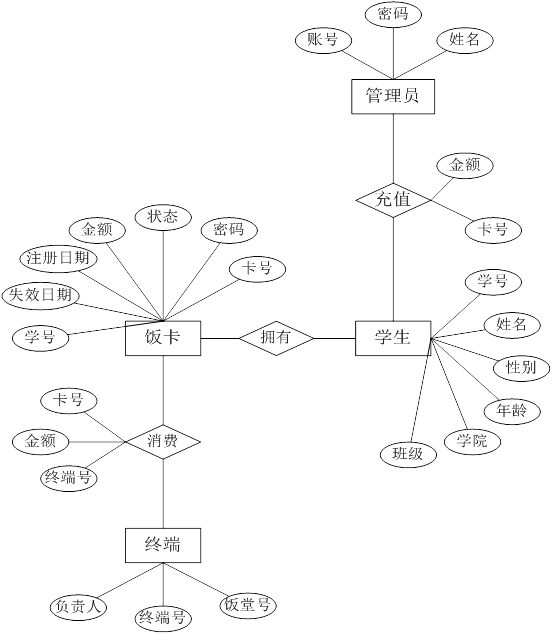 密码
账号
姓名
管理员
金额
充值
卡号
状态
金额
密码
注册日期
卡号
失效日期
学号
饭卡
拥有
学生
学号
姓名
性别
年龄
学院
班级
卡号
金额
消费
终端号
终端
负责人
终端号
饭堂号